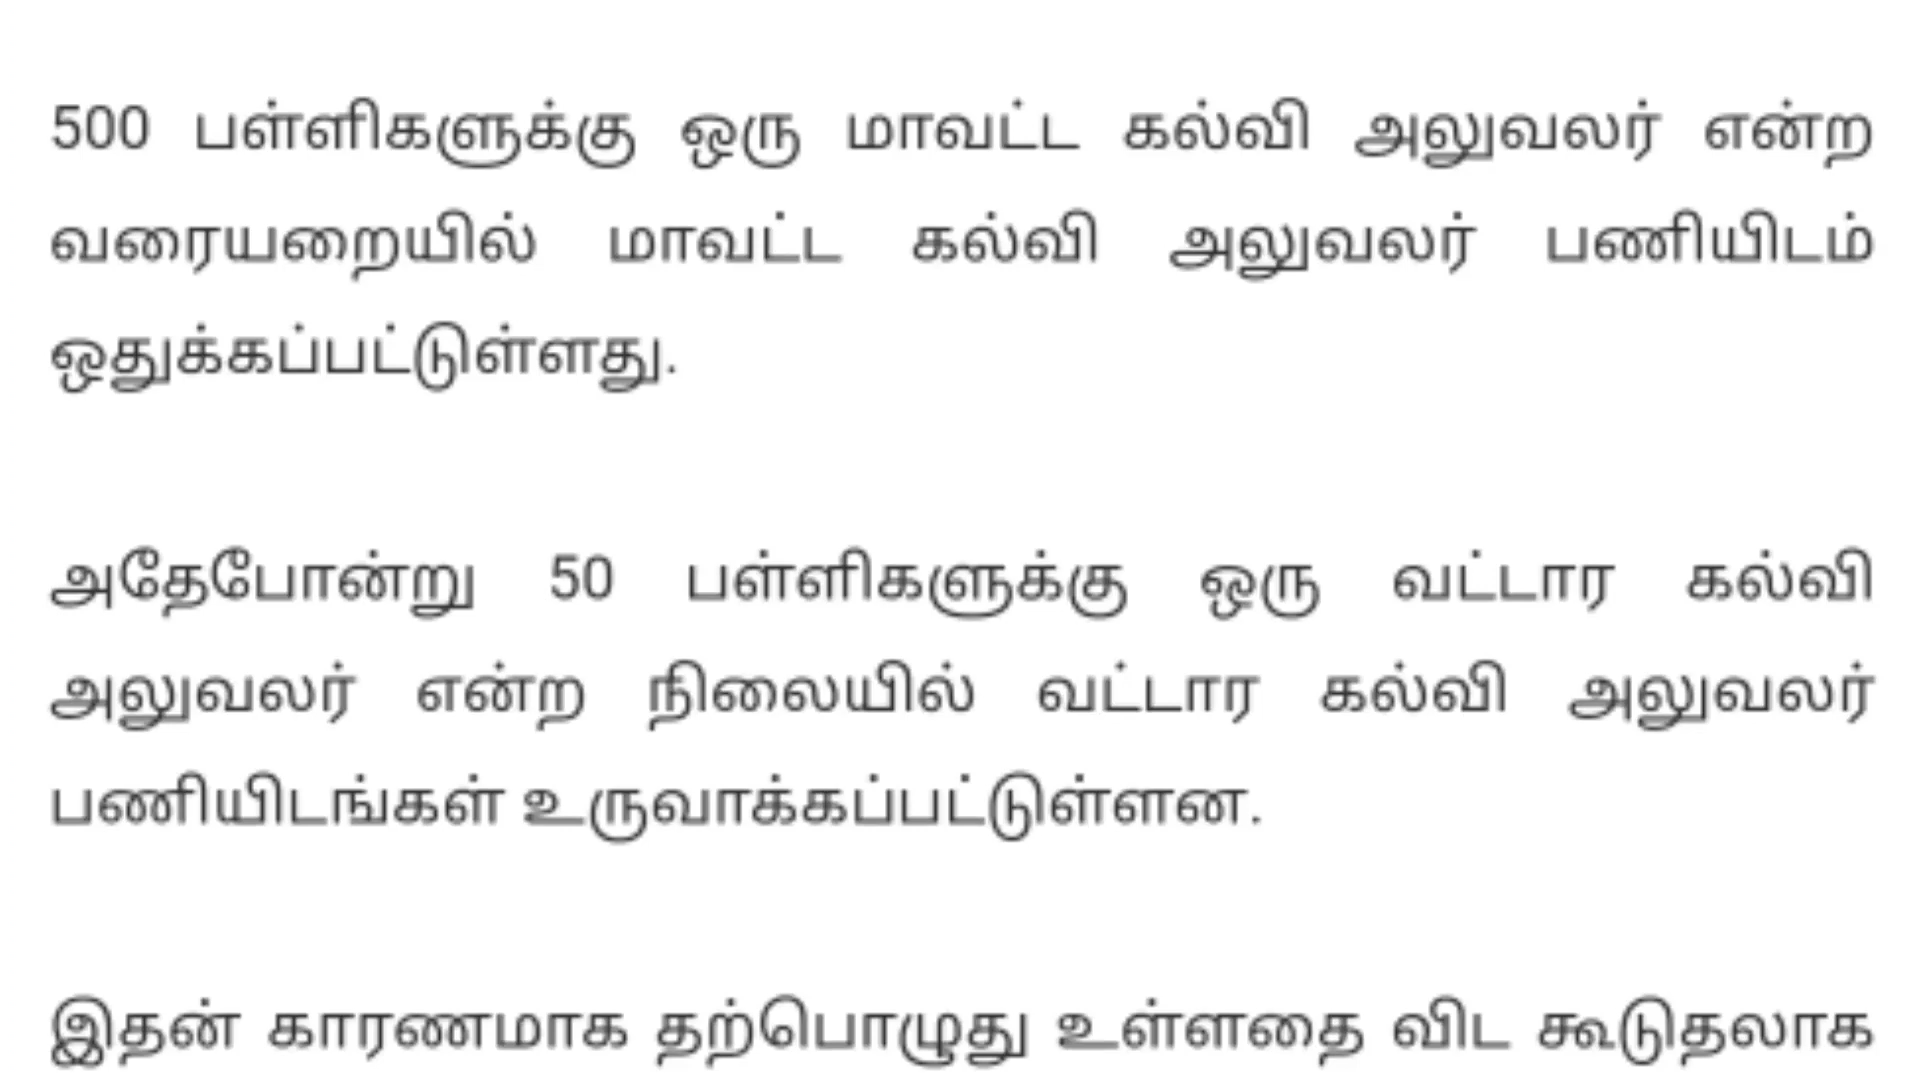 500 பள்ளிகளுக்கு ஒரு மாவட்ட கல்வி அலுவலர் என்ற
வரையறையில் மாவட்ட கல்வி அலுவலர் பணியிடம்
ஒதுக்கப்பட்டுள்ளது.
அதேபோன்று 50 பள்ளிகளுக்கு ஒரு வட்டார கல்வி
அலுவலர் என்ற நிலையில் வட்டார கல்வி அலுவலர்
பணியிடங்கள் உருவாக்கப்பட்டுள்ளன.
இதன் காரணமாக தற்பொழுது உள்ளதை விட கூடுதலாக